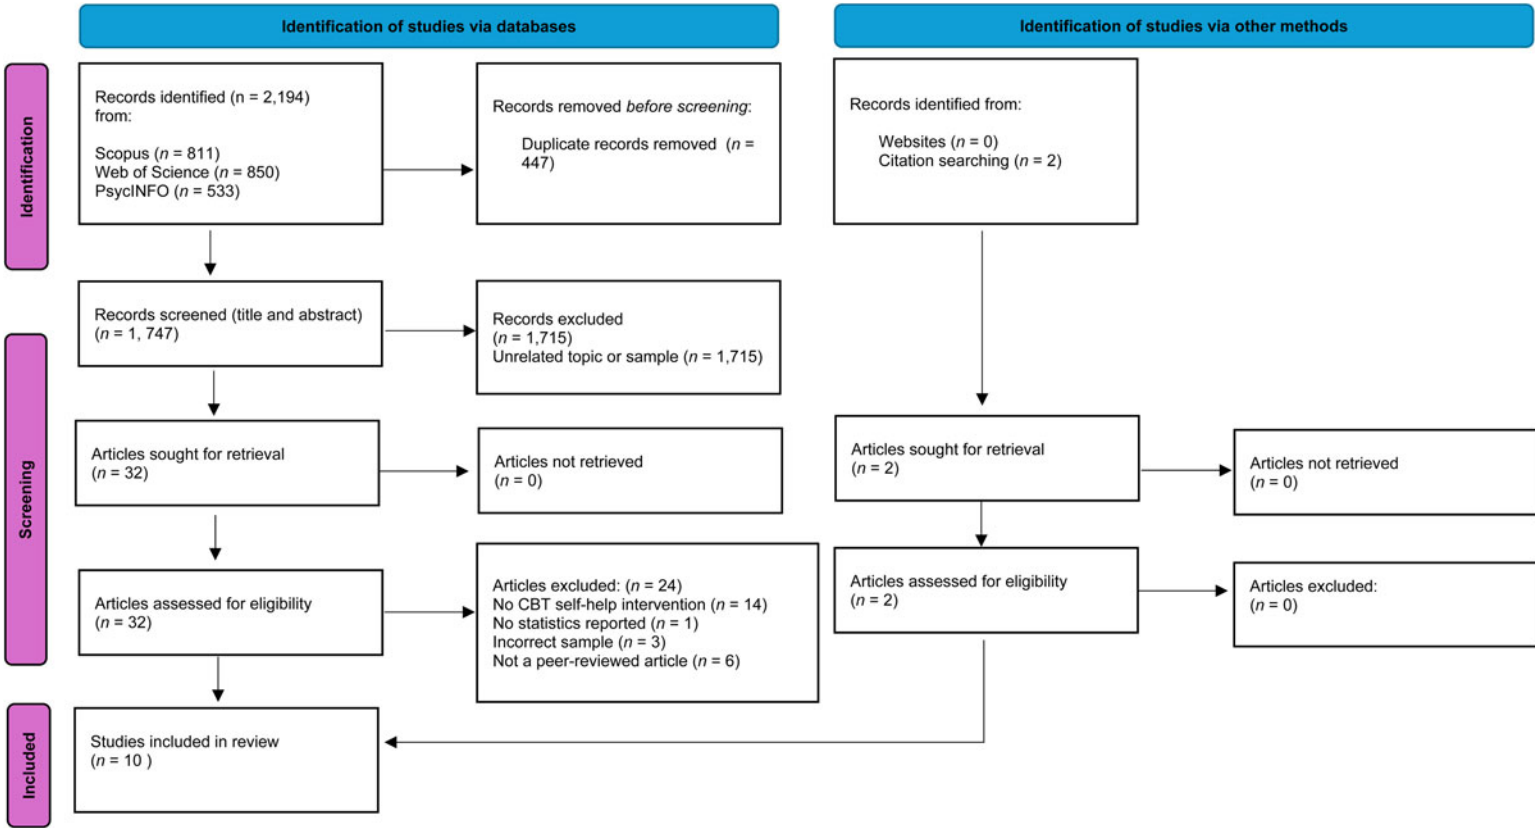 Identification of studies via databases
Identification of studies via other methods
Identification
Records identified (n = 2,194)
from:
Scopus (n = 811)
Web of Science (n = 850)
PsycINFO (n = 533)
Records removed before screening:
Duplicate records removed (n =
447)
Records identified from:
Websites (n = 0)
Citation searching (n = 2)
Screening
Records screened (title and abstract)
(n = 1, 747)
Records excluded
(n = 1,715)
Unrelated topic or sample (n = 1,715)
Articles sought for retrieval
(n = 32)
Articles not retrieved
(n = 0)
Articles sought for retrieval
(n = 2)
Articles not retrieved
(n = 0)
Articles assessed for eligibility
(n = 32)
Articles excluded: (n = 24)
No CBT self-help intervention (n = 14)
No statistics reported (n = 1)
Incorrect sample (n = 3)
Not a peer-reviewed article (n = 6)
Articles assessed for eligibility
(n = 2)
Articles excluded:
(n = 0)
Included
Studies included in review
(n = 10 )